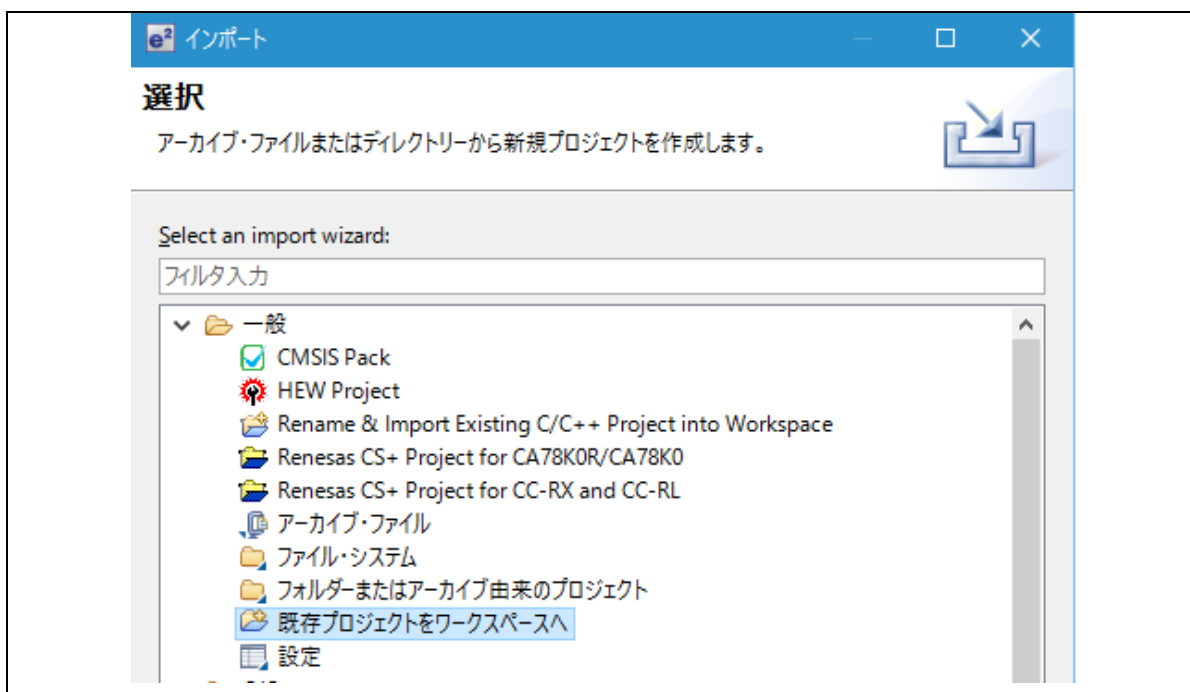 e² インポート
選択
アーカイブ・ファイルまたはディレクトリーから新規プロジェクトを作成します。
Select an import wizard:
フィルタ入力
一般
CMSIS Pack
HEW Project
Rename & Import Existing C/C++ Project into Workspace
Renesas CS+ Project for CA78K0R/CA78K0
Renesas CS+ Project for CC-RX and CC-RL
アーカイブ・ファイル
ファイル・システム
フォルダーまたはアーカイブ由来のプロジェクト
既存プロジェクトをワークスペースへ
設定